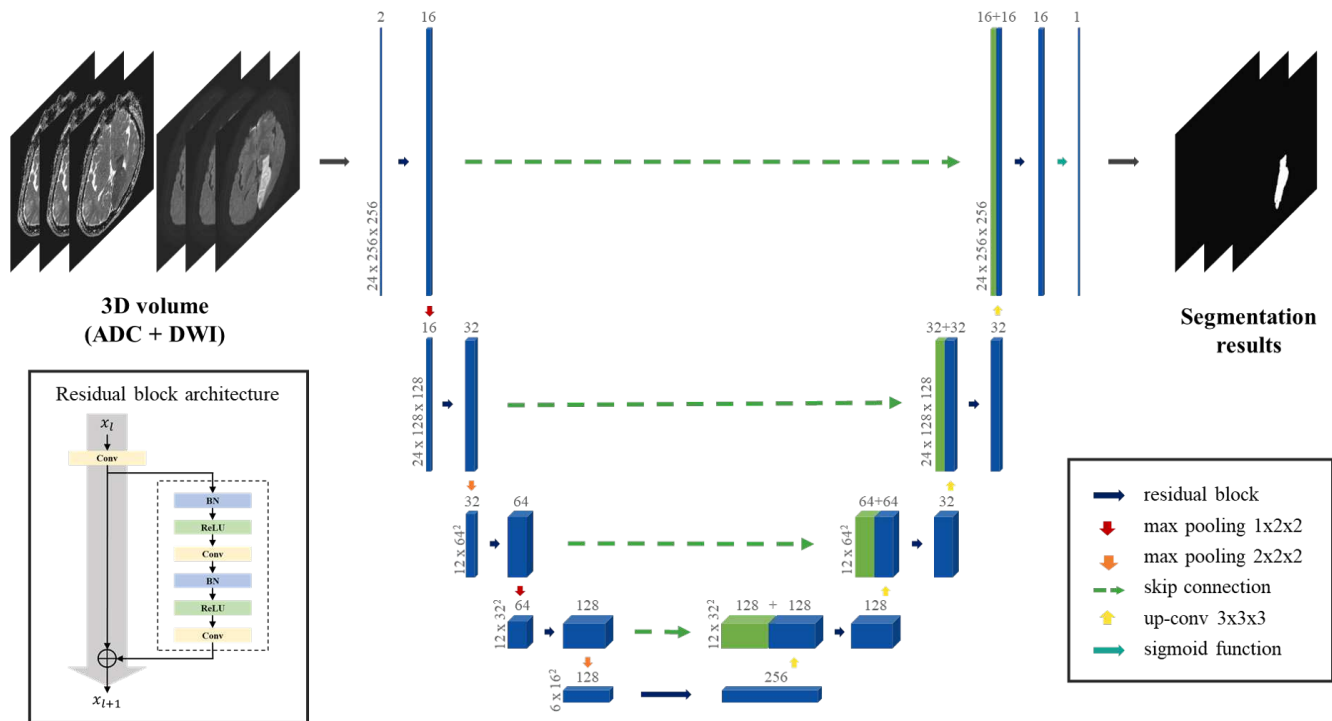 2
16
16+16
16
1
24 x 256 x 256
24 x 256 x 256
3D volume
(ADC + DWI)
Segmentation
results
16
32
32+32
32
24 x 128 x 128
24 x 128 x 128
32
64
64+64
32
12 x 64²
12 x 64²
64
128
128 + 128
128
12 x 32²
12 x 32²
128
256
6 x 16²
Residual block architecture
x_l
Conv
BN
ReLU
Conv
BN
ReLU
Conv
x_{l+1}
residual block
max pooling 1x2x2
max pooling 2x2x2
skip connection
up-conv 3x3x3
sigmoid function